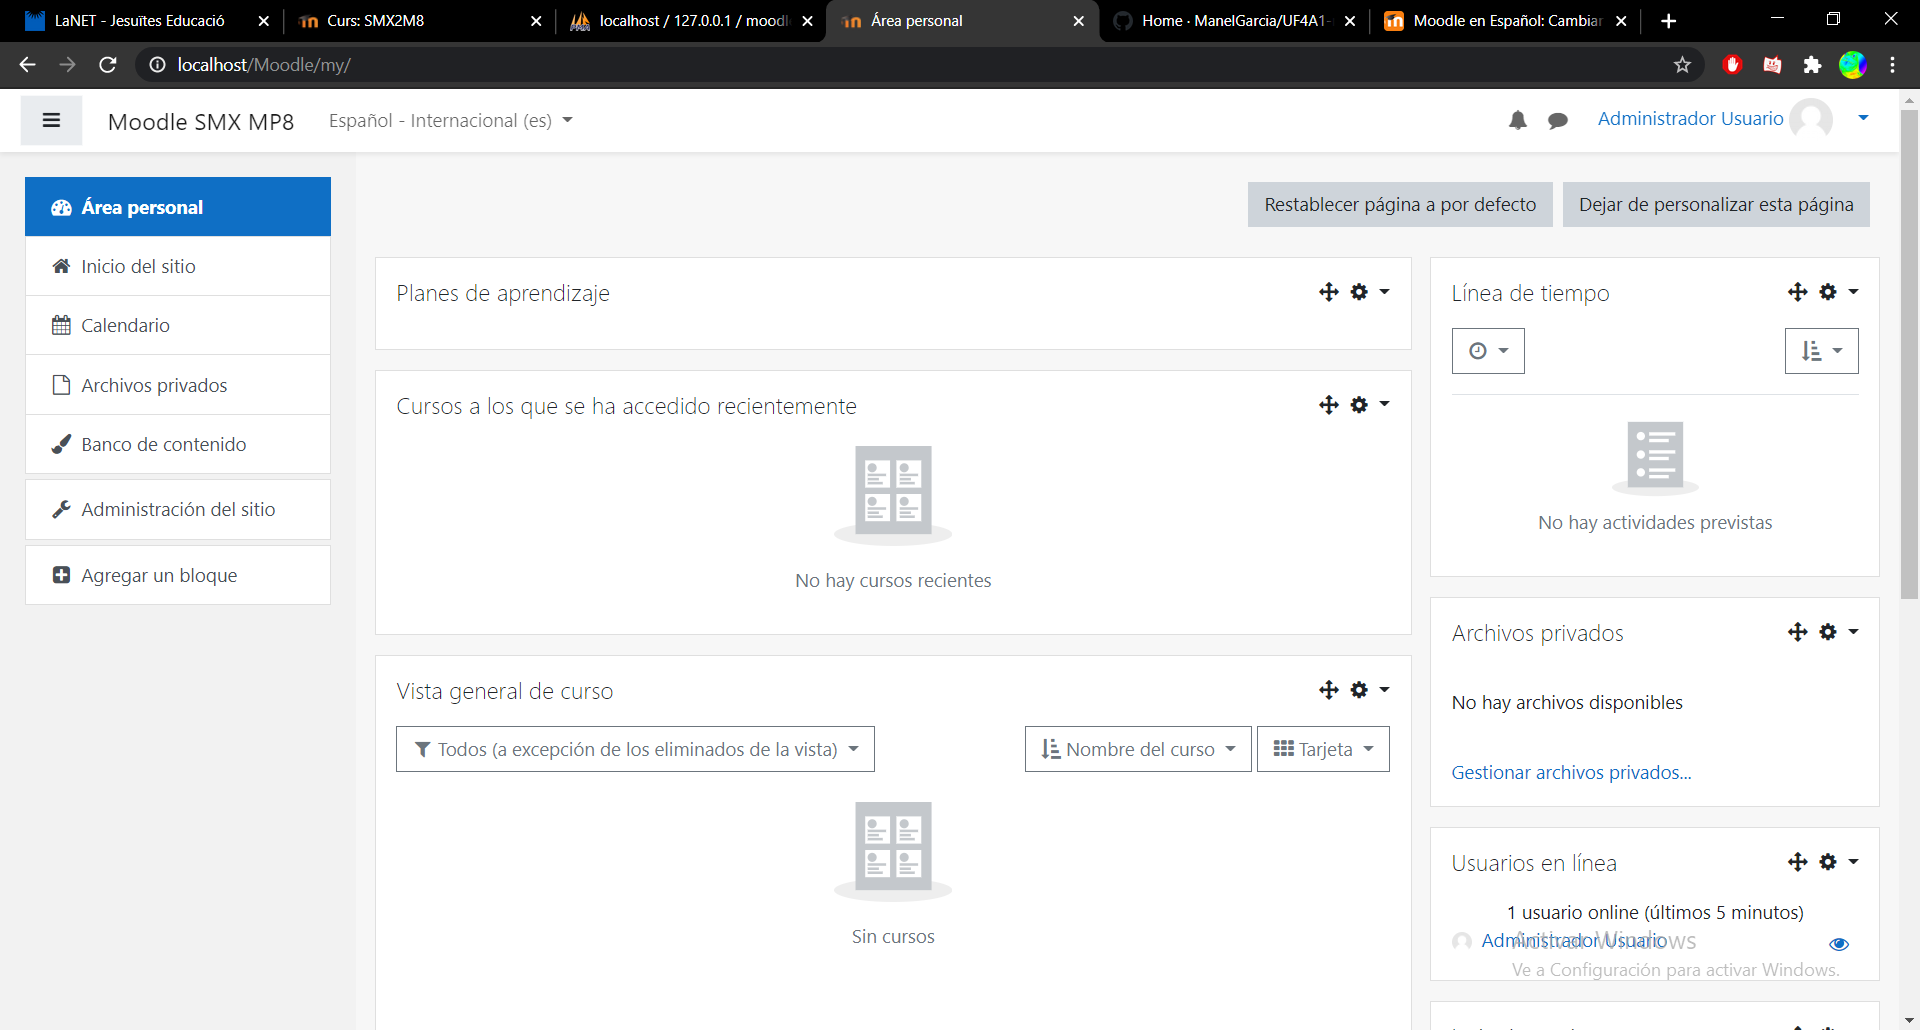 LaNET - Jesuïtes Educació
Curs: SMX2M8
localhost / 127.0.0.1 / moodl
Área personal
Home · ManelGarcia/UF4A1-
Moodle en Español: Cambiar
localhost/Moodle/my/
Moodle SMX MP8
Español - Internacional (es)
Administrador Usuario
Área personal
Inicio del sitio
Calendario
Archivos privados
Banco de contenido
Administración del sitio
Agregar un bloque
Restablecer página a por defecto
Dejar de personalizar esta página
Planes de aprendizaje
Cursos a los que se ha accedido recientemente
No hay cursos recientes
Vista general de curso
Todos (a excepción de los eliminados de la vista)
Nombre del curso
Tarjeta
Sin cursos
Línea de tiempo
No hay actividades previstas
Archivos privados
No hay archivos disponibles
Gestionar archivos privados...
Usuarios en línea
1 usuario online (últimos 5 minutos)
Administrador Usuario
Activar Windows
Ve a Configuración para activar Windows.